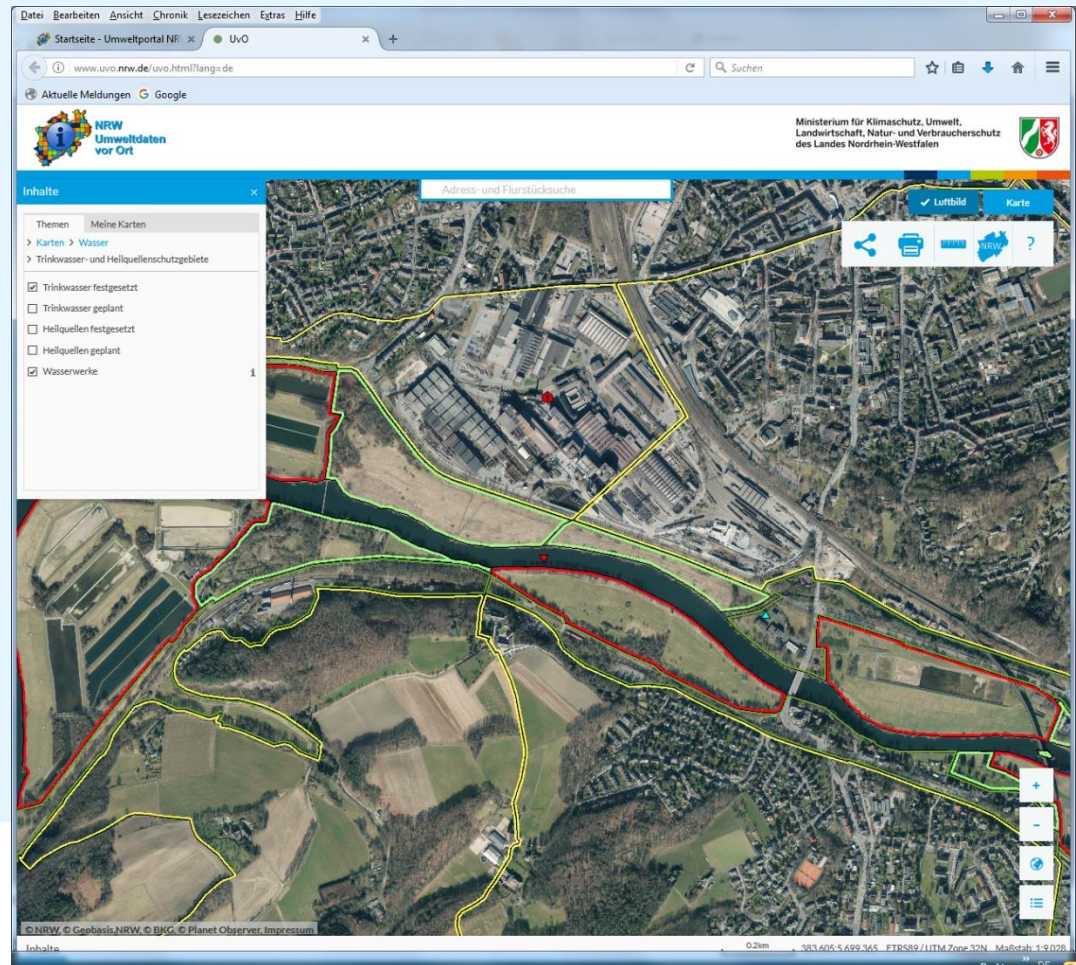 Datei Bearbeiten Ansicht Chronik Lesezeichen Extras Hilfe
Startseite - Umweltportal NR
UvO
www.uvo.nrw.de/uvo.html?lang=de
Suchen
Aktuelle Meldungen
Google
NRW
Umweltdaten
vor Ort
Ministerium für Klimaschutz, Umwelt,
Landwirtschaft, Natur- und Verbraucherschutz
des Landes Nordrhein-Westfalen
Inhalte ×
Adress- und Flurstücksuche
✓ Luftbild
Karte
NRW
?
Themen
Meine Karten
> Karten > Wasser
> Trinkwasser- und Heilquellenschutzgebiete
Trinkwasser festgesetzt
Trinkwasser geplant
Heilquellen festgesetzt
Heilquellen geplant
Wasserwerke i
+
-
© NRW, © Geobasis NRW, © BKG, © Planet Observer, Impressum
Inhalte
0.2km
383.605:5.699.365 ETRS89 / UTM Zone 32N Maßstab: 1:9.028
DE